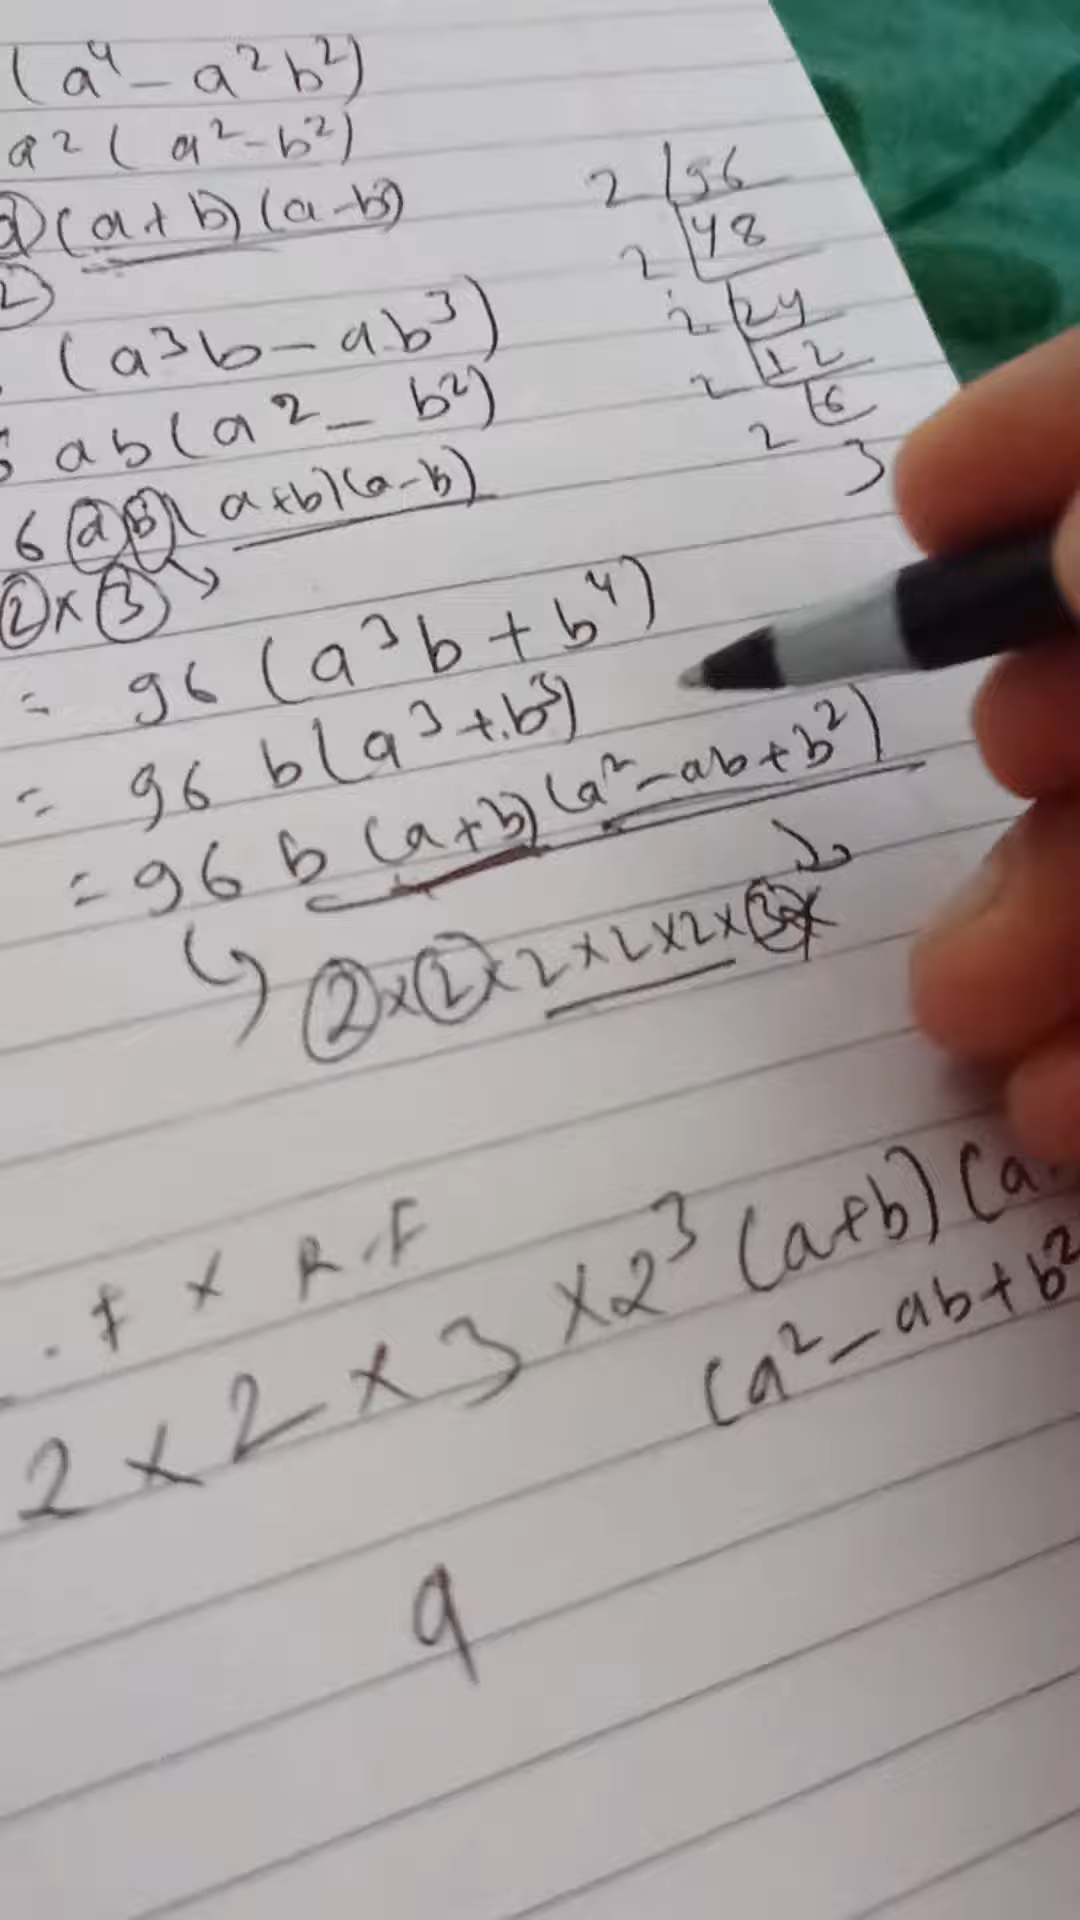 (a⁴ − a²b²)
a² ( a² − b²)
(a + b) (a − b)
2
(a³b − ab³)
ab (a² − b²)
6 a b ( a + b) (a − b)
2 × 3
= 96 (a³b + b⁴)
= 96 b (a³ + b³)
= 96 b (a + b) (a² − ab + b²)
2 × 2 × 2 × 2 × 2 × 3
2 96
2 48
2 24
2 12
2 6
3
. F × R.F
2 × 2 × 3 × 2³ (a + b) (a
(a² − ab + b²
a